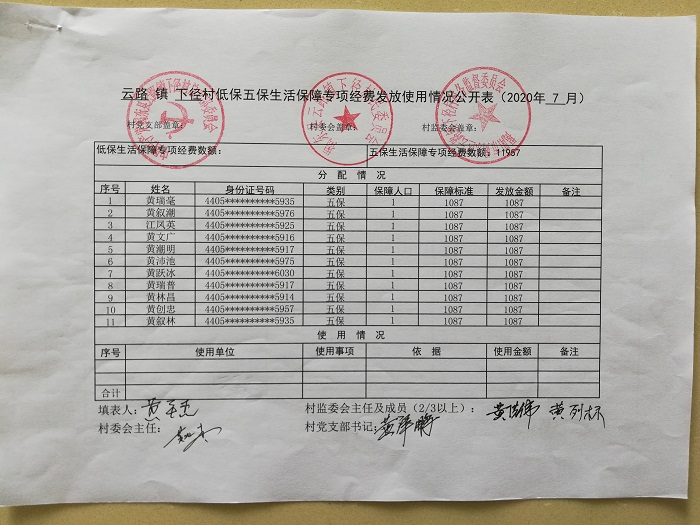 云路 镇 下径村低保五保生活保障专项经费发放使用情况公开表（2020年 7 月）
村党支部盖章： 村委会盖章： 村监委会盖章：
低保生活保障专项经费数额： 五保生活保障专项经费数额：11957
分 配 情 况
序号 姓名 身份证号码 类别 保障人口 保障标准 发放金额 备注
1 黄瑞毫 4405**********5935 五保 1 1087 1087
2 黄叙潮 4405**********5976 五保 1 1087 1087
3 江风英 4405**********5925 五保 1 1087 1087
4 黄文广 4405**********5916 五保 1 1087 1087
5 黄潮明 4405**********5917 五保 1 1087 1087
6 黄沛池 4405**********5975 五保 1 1087 1087
7 黄跃冰 4405**********6030 五保 1 1087 1087
8 黄瑞普 4405**********5917 五保 1 1087 1087
9 黄林昌 4405**********5914 五保 1 1087 1087
10 黄创忠 4405**********5957 五保 1 1087 1087
11 黄叙林 4405**********5935 五保 1 1087 1087
使 用 情 况
序号 使用单位 使用事项 依 据 使用金额 备注
合计
填表人： 村监委会主任及成员（2/3以上）：
村委会主任： 村党支部书记：